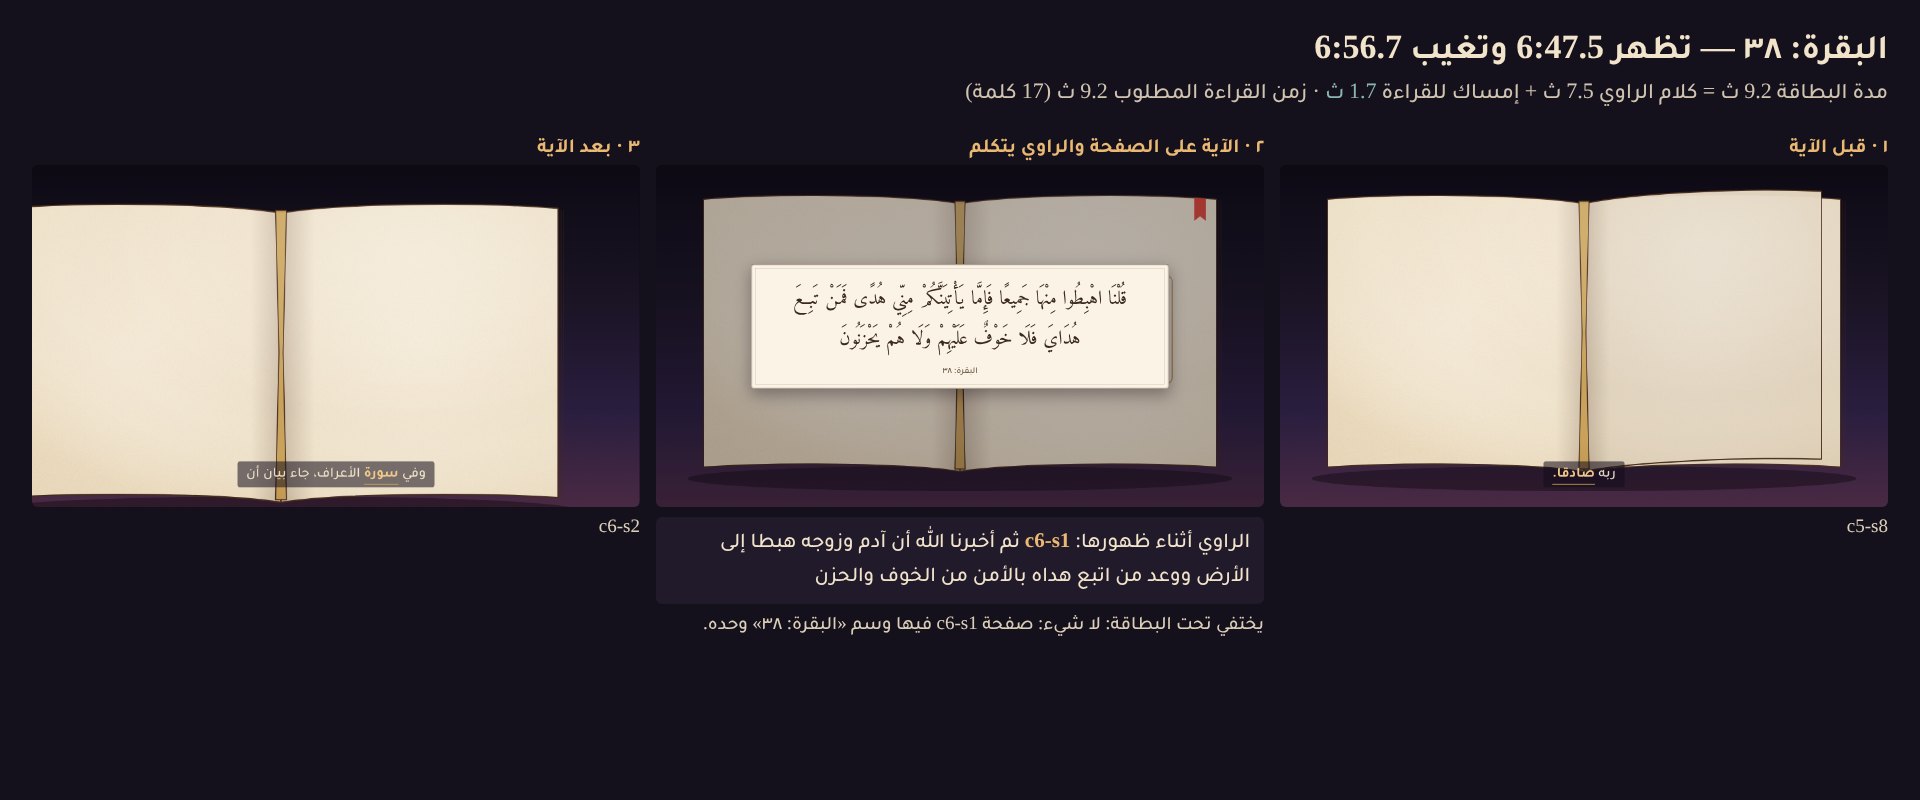 البقرة: ٣٨ — تظهر 6:47.5 وتغيب 6:56.7
مدة البطاقة 9.2 ث = كلام الراوي 7.5 ث + إمساك للقراءة 1.7 ث · زمن القراءة المطلوب 9.2 ث (17 كلمة)
١ · قبل الآية
ربه صادقا.
c5-s8
٢ · الآية على الصفحة والراوي يتكلم
قُلْنَا اهْبِطُوا مِنْهَا جَمِيعًا فَإِمَّا يَأْتِيَنَّكُمْ مِنِّي هُدًى فَمَنْ تَبِعَ
هُدَايَ فَلَا خَوْفٌ عَلَيْهِمْ وَلَا هُمْ يَحْزَنُونَ
البقرة: ٣٨
الراوي أثناء ظهورها: c6-s1 ثم أخبرنا الله أن آدم وزوجه هبطا إلى
الأرض ووعد من اتبع هداه بالأمن من الخوف والحزن
يختفي تحت البطاقة: لا شيء: صفحة c6-s1 فيها وسم «البقرة: ٣٨» وحده.
٣ · بعد الآية
وفي سورة الأعراف، جاء بيان أن
c6-s2